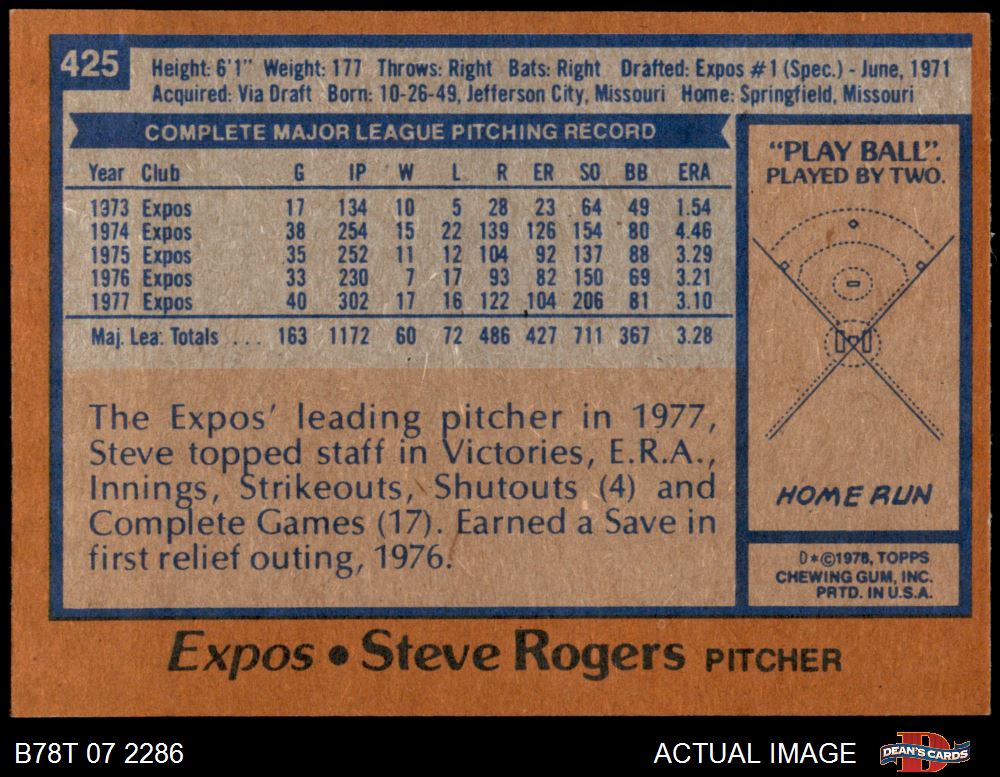 425
Height: 6'1" Weight: 177 Throws: Right Bats: Right Drafted: Expos #1 (Spec.) - June, 1971
Acquired: Via Draft Born: 10-26-49, Jefferson City, Missouri Home: Springfield, Missouri
COMPLETE MAJOR LEAGUE PITCHING RECORD
Year Club G IP W L R ER SO BB ERA
1973 Expos 17 134 10 5 28 23 64 49 1.54
1974 Expos 38 254 15 22 139 126 154 80 4.46
1975 Expos 35 252 11 12 104 92 137 88 3.29
1976 Expos 33 230 7 17 93 82 150 69 3.21
1977 Expos 40 302 17 16 122 104 206 81 3.10
Maj. Lea. Totals ... 163 1172 60 72 486 427 711 367 3.28
The Expos' leading pitcher in 1977,
Steve topped staff in Victories, E.R.A.,
Innings, Strikeouts, Shutouts (4) and
Complete Games (17). Earned a Save in
first relief outing, 1976.
"PLAY BALL".
PLAYED BY TWO.
HOME RUN
D*©1978, TOPPS
CHEWING GUM, INC.
PRTD. IN U.S.A.
Expos • Steve Rogers PITCHER
B78T 07 2286
ACTUAL IMAGE
DEAN'S CARDS